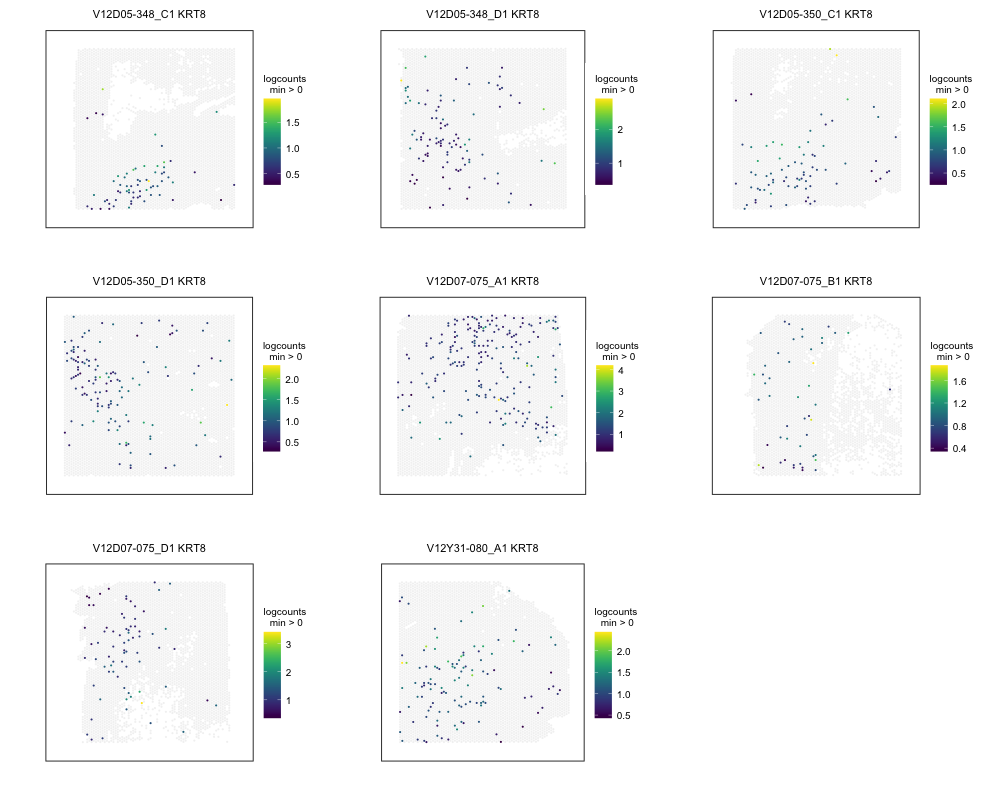 V12D05-348_C1 KRT8
logcounts
min > 0
1.5
1.0
0.5
V12D05-348_D1 KRT8
logcounts
min > 0
2
1
V12D05-350_C1 KRT8
logcounts
min > 0
2.0
1.5
1.0
0.5
V12D05-350_D1 KRT8
logcounts
min > 0
2.0
1.5
1.0
0.5
V12D07-075_A1 KRT8
logcounts
min > 0
4
3
2
1
V12D07-075_B1 KRT8
logcounts
min > 0
1.6
1.2
0.8
0.4
V12D07-075_D1 KRT8
logcounts
min > 0
3
2
1
V12Y31-080_A1 KRT8
logcounts
min > 0
2.0
1.5
1.0
0.5